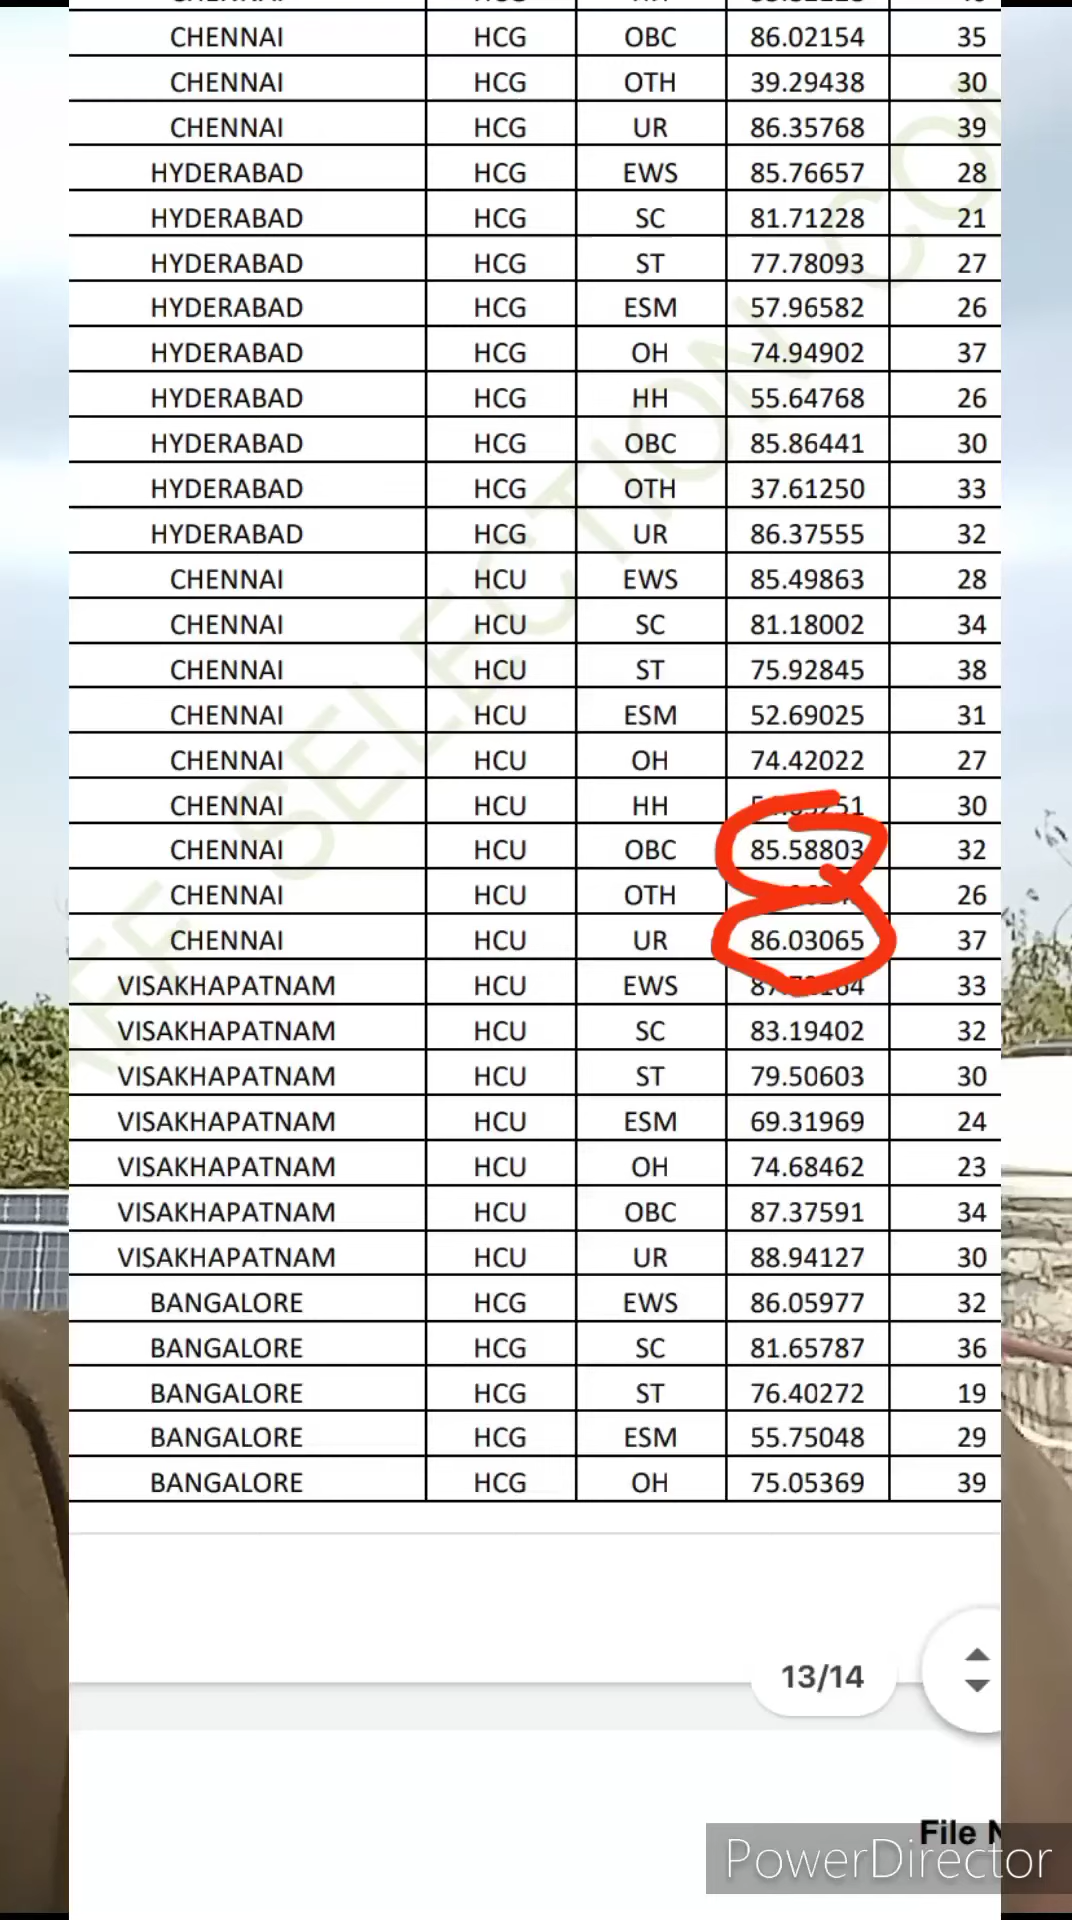 CHENNAI HCG OBC 86.02154 35
CHENNAI HCG OTH 39.29438 30
CHENNAI HCG UR 86.35768 39
HYDERABAD HCG EWS 85.76657 28
HYDERABAD HCG SC 81.71228 21
HYDERABAD HCG ST 77.78093 27
HYDERABAD HCG ESM 57.96582 26
HYDERABAD HCG OH 74.94902 37
HYDERABAD HCG HH 55.64768 26
HYDERABAD HCG OBC 85.86441 30
HYDERABAD HCG OTH 37.61250 33
HYDERABAD HCG UR 86.37555 32
CHENNAI HCU EWS 85.49863 28
CHENNAI HCU SC 81.18002 34
CHENNAI HCU ST 75.92845 38
CHENNAI HCU ESM 52.69025 31
CHENNAI HCU OH 74.42022 27
CHENNAI HCU HH 30
CHENNAI HCU OBC 85.58803 32
CHENNAI HCU OTH 26
CHENNAI HCU UR 86.03065 37
VISAKHAPATNAM HCU EWS 33
VISAKHAPATNAM HCU SC 83.19402 32
VISAKHAPATNAM HCU ST 79.50603 30
VISAKHAPATNAM HCU ESM 69.31969 24
VISAKHAPATNAM HCU OH 74.68462 23
VISAKHAPATNAM HCU OBC 87.37591 34
VISAKHAPATNAM HCU UR 88.94127 30
BANGALORE HCG EWS 86.05977 32
BANGALORE HCG SC 81.65787 36
BANGALORE HCG ST 76.40272 19
BANGALORE HCG ESM 55.75048 29
BANGALORE HCG OH 75.05369 39
SELECTION
13/14
File
PowerDirector